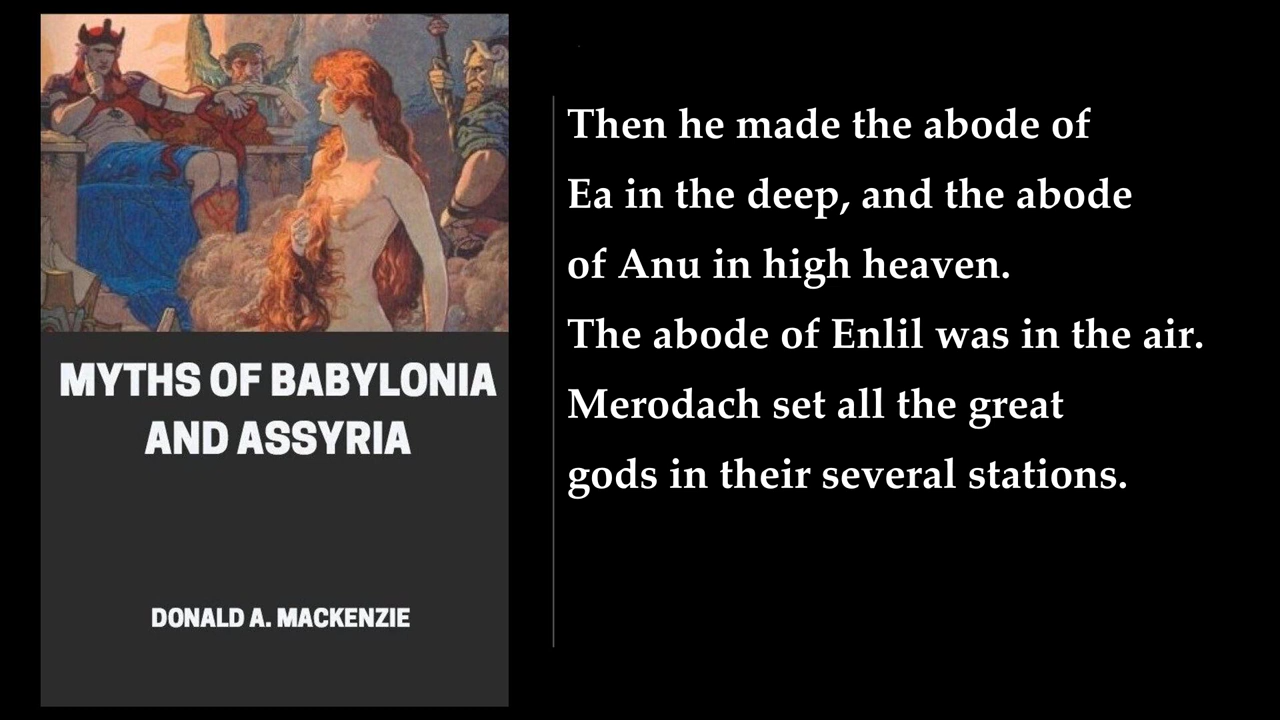 MYTHS OF BABYLONIA
AND ASSYRIA
DONALD A. MACKENZIE
Then he made the abode of
Ea in the deep, and the abode
of Anu in high heaven.
The abode of Enlil was in the air.
Merodach set all the great
gods in their several stations.